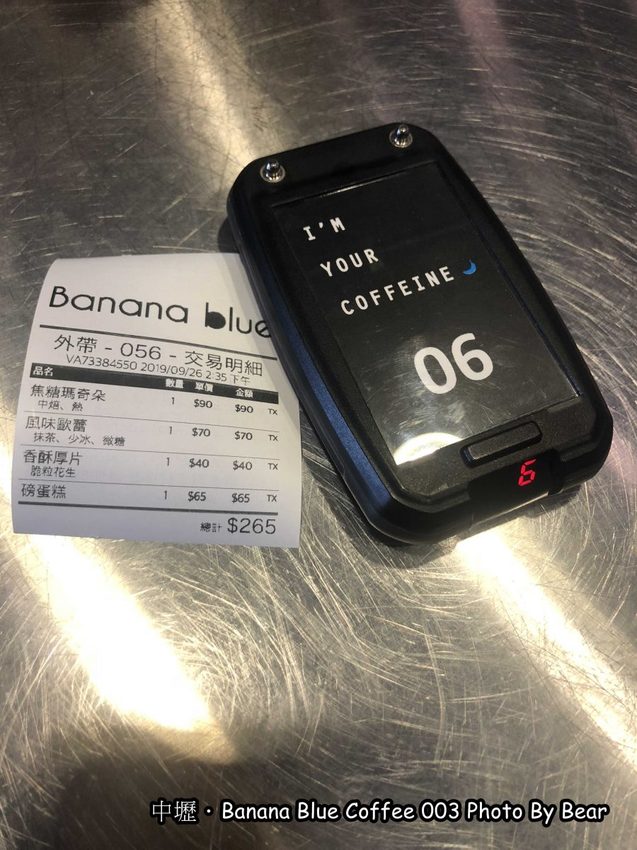 Banana blue
外帶 - 056 - 交易明細
VA73384550 2019/09/26 2:35 下午
品名 數量 單價 金額
焦糖瑪奇朵 1 $90 $90 TX
中焙、熱
風味歐蕾 1 $70 $70 TX
抹茶、少冰、微糖
香酥厚片 1 $40 $40 TX
脆粒花生
磅蛋糕 1 $65 $65 TX
總計 $265
I'M
YOUR
COFFEINE
06
6
中壢・Banana Blue Coffee 003 Photo By Bear